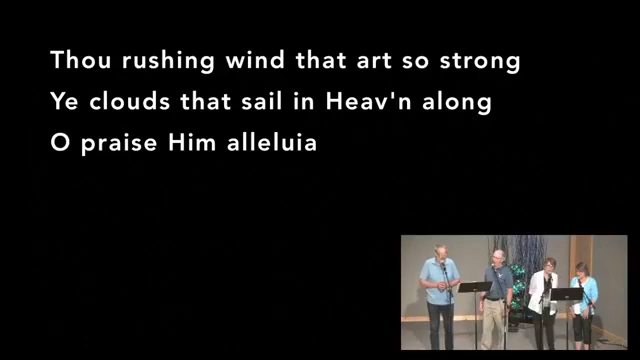 Thou rushing wind that art so strong
Ye clouds that sail in Heav'n along
O praise Him alleluia